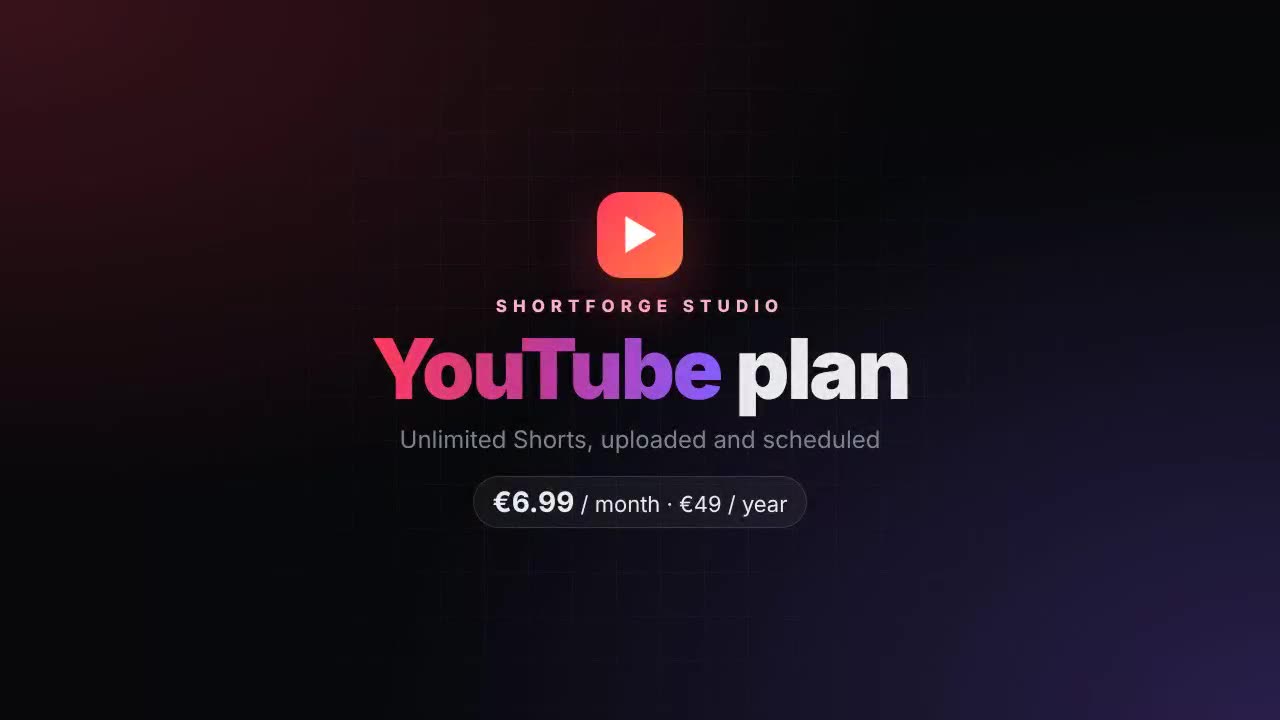 SHORTFORGE STUDIO
YouTube plan
Unlimited Shorts, uploaded and scheduled
€6.99 / month · €49 / year